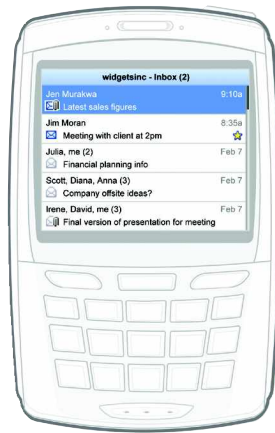 widgetsinc - Inbox (2)
Jen Murakwa 9:10a
Latest sales figures
Jim Moran 8:35a
Meeting with client at 2pm
Julia, me (2) Feb 7
Financial planning info
Scott, Diana, Anna (3) Feb 7
Company offsite ideas?
Irene, David, me (3) Feb 7
Final version of presentation for meeting